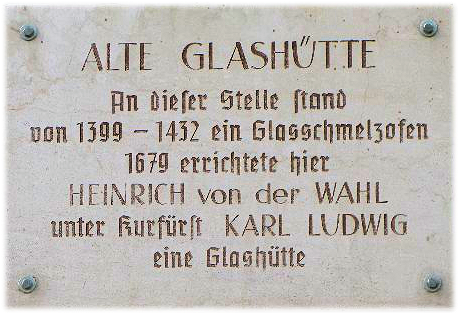 ALTE GLASHÜTTE
An dieſer Stelle ſtand
von 1399 – 1432 ein Glasschmelzofen
1679 errichtete hier
HEINRICH von der WAHL
unter Kurfürſt KARL LUDWIG
eine Glashütte